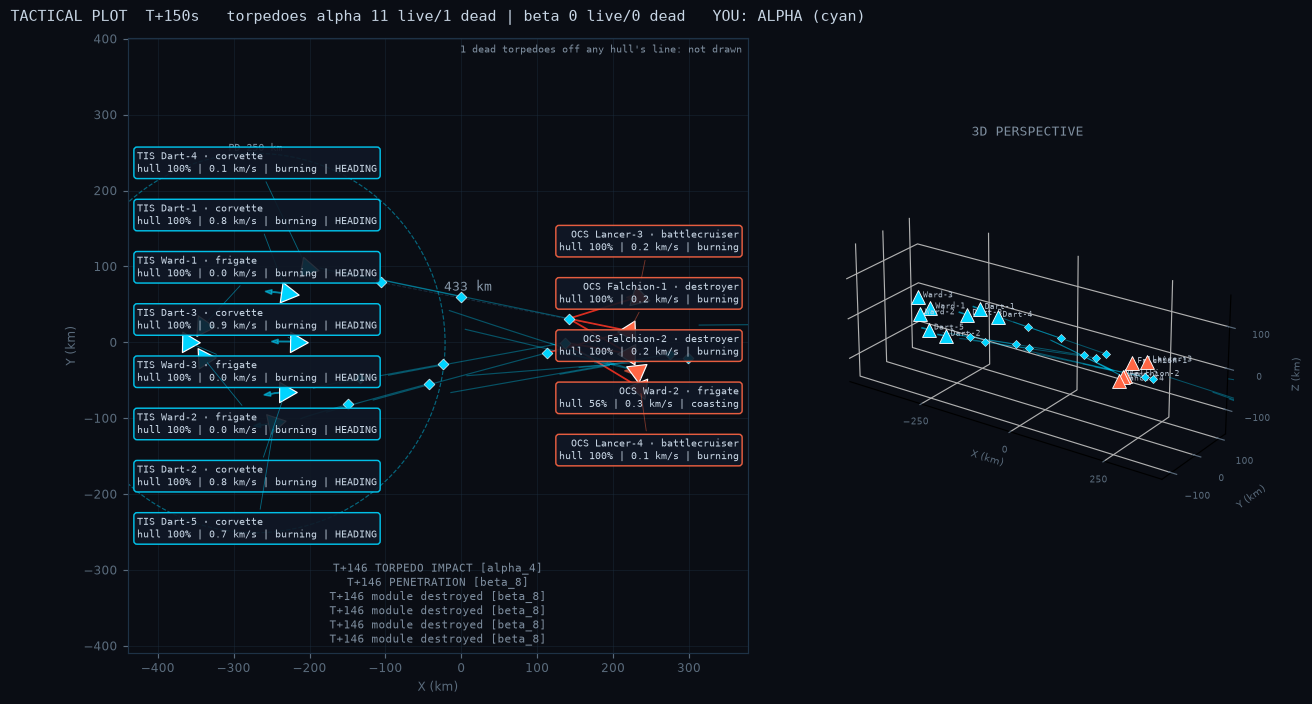 TACTICAL PLOT  T+150s   torpedoes alpha 11 live/1 dead | beta 0 live/0 dead   YOU: ALPHA (cyan)
1 dead torpedoes off any hull's line: not drawn
400
300
200
100
0
−100
−200
−300
−400
Y (km)
TIS Dart-4 · corvette
hull 100% | 0.1 km/s | burning | HEADING
TIS Dart-1 · corvette
hull 100% | 0.8 km/s | burning | HEADING
TIS Ward-1 · frigate
hull 100% | 0.0 km/s | burning | HEADING
TIS Dart-3 · corvette
hull 100% | 0.9 km/s | burning | HEADING
TIS Ward-3 · frigate
hull 100% | 0.0 km/s | burning | HEADING
TIS Ward-2 · frigate
hull 100% | 0.0 km/s | burning | HEADING
TIS Dart-2 · corvette
hull 100% | 0.8 km/s | burning | HEADING
TIS Dart-5 · corvette
hull 100% | 0.7 km/s | burning | HEADING
433 km
OCS Lancer-3 · battlecruiser
hull 100% | 0.2 km/s | burning
OCS Falchion-1 · destroyer
hull 100% | 0.2 km/s | burning
OCS Falchion-2 · destroyer
hull 100% | 0.2 km/s | burning
OCS Ward-2 · frigate
hull 56% | 0.3 km/s | coasting
OCS Lancer-4 · battlecruiser
hull 100% | 0.1 km/s | burning
T+146 TORPEDO IMPACT [alpha_4]
T+146 PENETRATION [beta_8]
T+146 module destroyed [beta_8]
T+146 module destroyed [beta_8]
T+146 module destroyed [beta_8]
T+146 module destroyed [beta_8]
−400
−300
−200
−100
0
100
200
300
X (km)
3D PERSPECTIVE
Ward-3
Ward-1
Dart-1
Dart-4
Dart-5
Dart-2
−250
0
250
X (km)
−100
0
100
Y (km)
100
0
−100
Z (km)